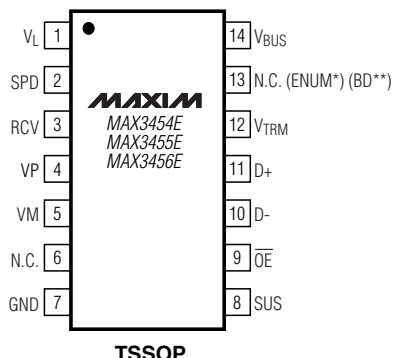 VL 1 14 VBUS
SPD 2 13 N.C. (ENUM*) (BD**)
MAXIM
RCV 3 MAX3454E 12 VTRM
MAX3455E
VP 4 MAX3456E 11 D+
VM 5 10 D-
N.C. 6 9 OE
GND 7 8 SUS
TSSOP